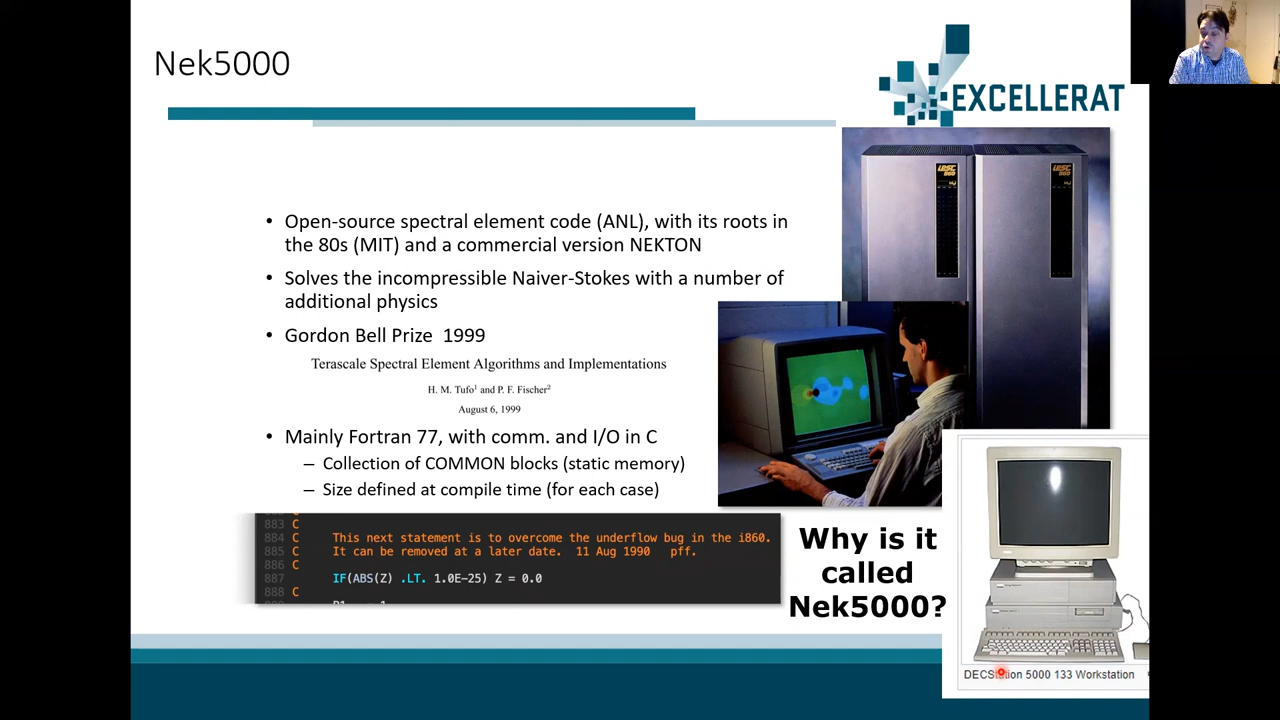 Nek5000
EXCELLERAT
• Open-source spectral element code (ANL), with its roots in
the 80s (MIT) and a commercial version NEKTON
• Solves the incompressible Naiver-Stokes with a number of
additional physics
• Gordon Bell Prize 1999
Terascale Spectral Element Algorithms and Implementations
H. M. Tufo¹ and P. F. Fischer²
August 6, 1999
• Mainly Fortran 77, with comm. and I/O in C
– Collection of COMMON blocks (static memory)
– Size defined at compile time (for each case)
883 C
884 C This next statement is to overcome the underflow bug in the i860.
885 C It can be removed at a later date. 11 Aug 1990 pff.
886 C
887 IF(ABS(Z) .LT. 1.0E-25) Z = 0.0
888 C
iPSC
860
iPSC
860
Why is it
called
Nek5000?
DECStation 5000 133 Workstation